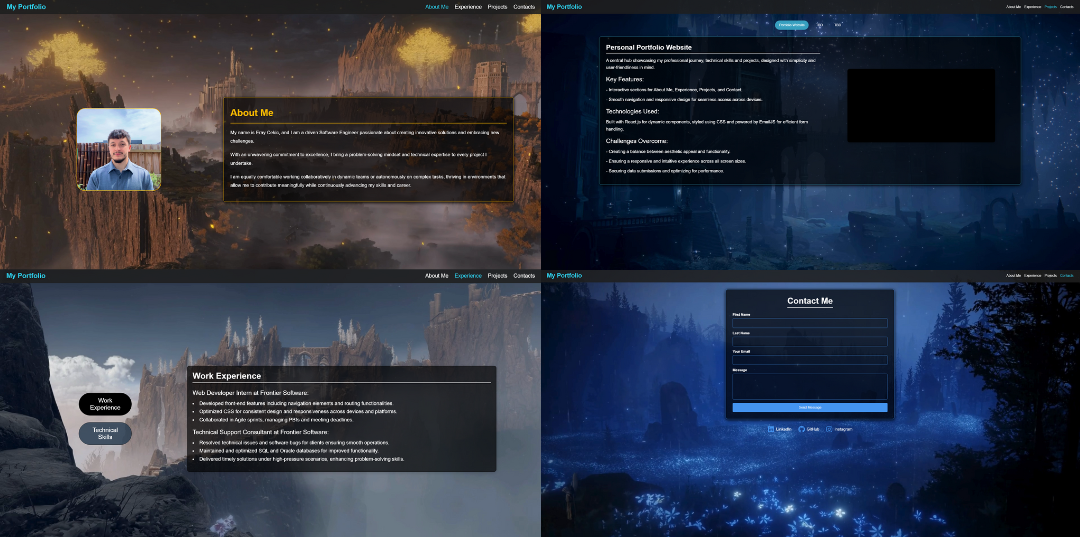 My Portfolio
About Me Experience Projects Contacts
About Me
My name is Fray Celso, and I am a driven Software Engineer passionate about creating innovative solutions and embracing new
challenges.
With an unwavering commitment to excellence, I bring a problem-solving mindset and technical expertise to every project I
undertake.
I am equally comfortable working collaboratively in dynamic teams or autonomously on complex tasks, thriving in environments that
allow me to contribute meaningfully while continuously advancing my skills and career.
My Portfolio
About Me Experience Projects Contacts
Portfolio Website
Personal Portfolio Website
A central hub showcasing my professional journey, technical skills and projects, designed with simplicity and
user-friendliness in mind.
Key Features:
- Interactive sections for About Me, Experience, Projects, and Contact.
- Smooth navigation and responsive design for seamless access across devices.
Technologies Used:
Built with React.js for dynamic components, styled using CSS and powered by EmailJS for efficient form
handling.
Challenges Overcome:
- Creating a balance between aesthetic appeal and functionality.
- Ensuring a responsive and intuitive experience across all screen sizes.
- Securing data submissions and optimizing for performance.
My Portfolio
About Me Experience Projects Contacts
Work
Experience
Technical
Skills
Work Experience
Web Developer Intern at Frontier Software:
• Developed front-end features including navigation elements and routing functionalities.
• Optimized CSS for consistent design and responsiveness across devices and platforms.
• Collaborated in Agile sprints, managing PBIs and meeting deadlines.
Technical Support Consultant at Frontier Software:
• Resolved technical issues and software bugs for clients ensuring smooth operations.
• Maintained and optimized SQL and Oracle databases for improved functionality.
• Delivered timely solutions under high-pressure scenarios, enhancing problem-solving skills.
My Portfolio
About Me Experience Projects Contacts
Contact Me
First Name
Last Name
Your Email
Message
Send Message
LinkedIn GitHub Instagram